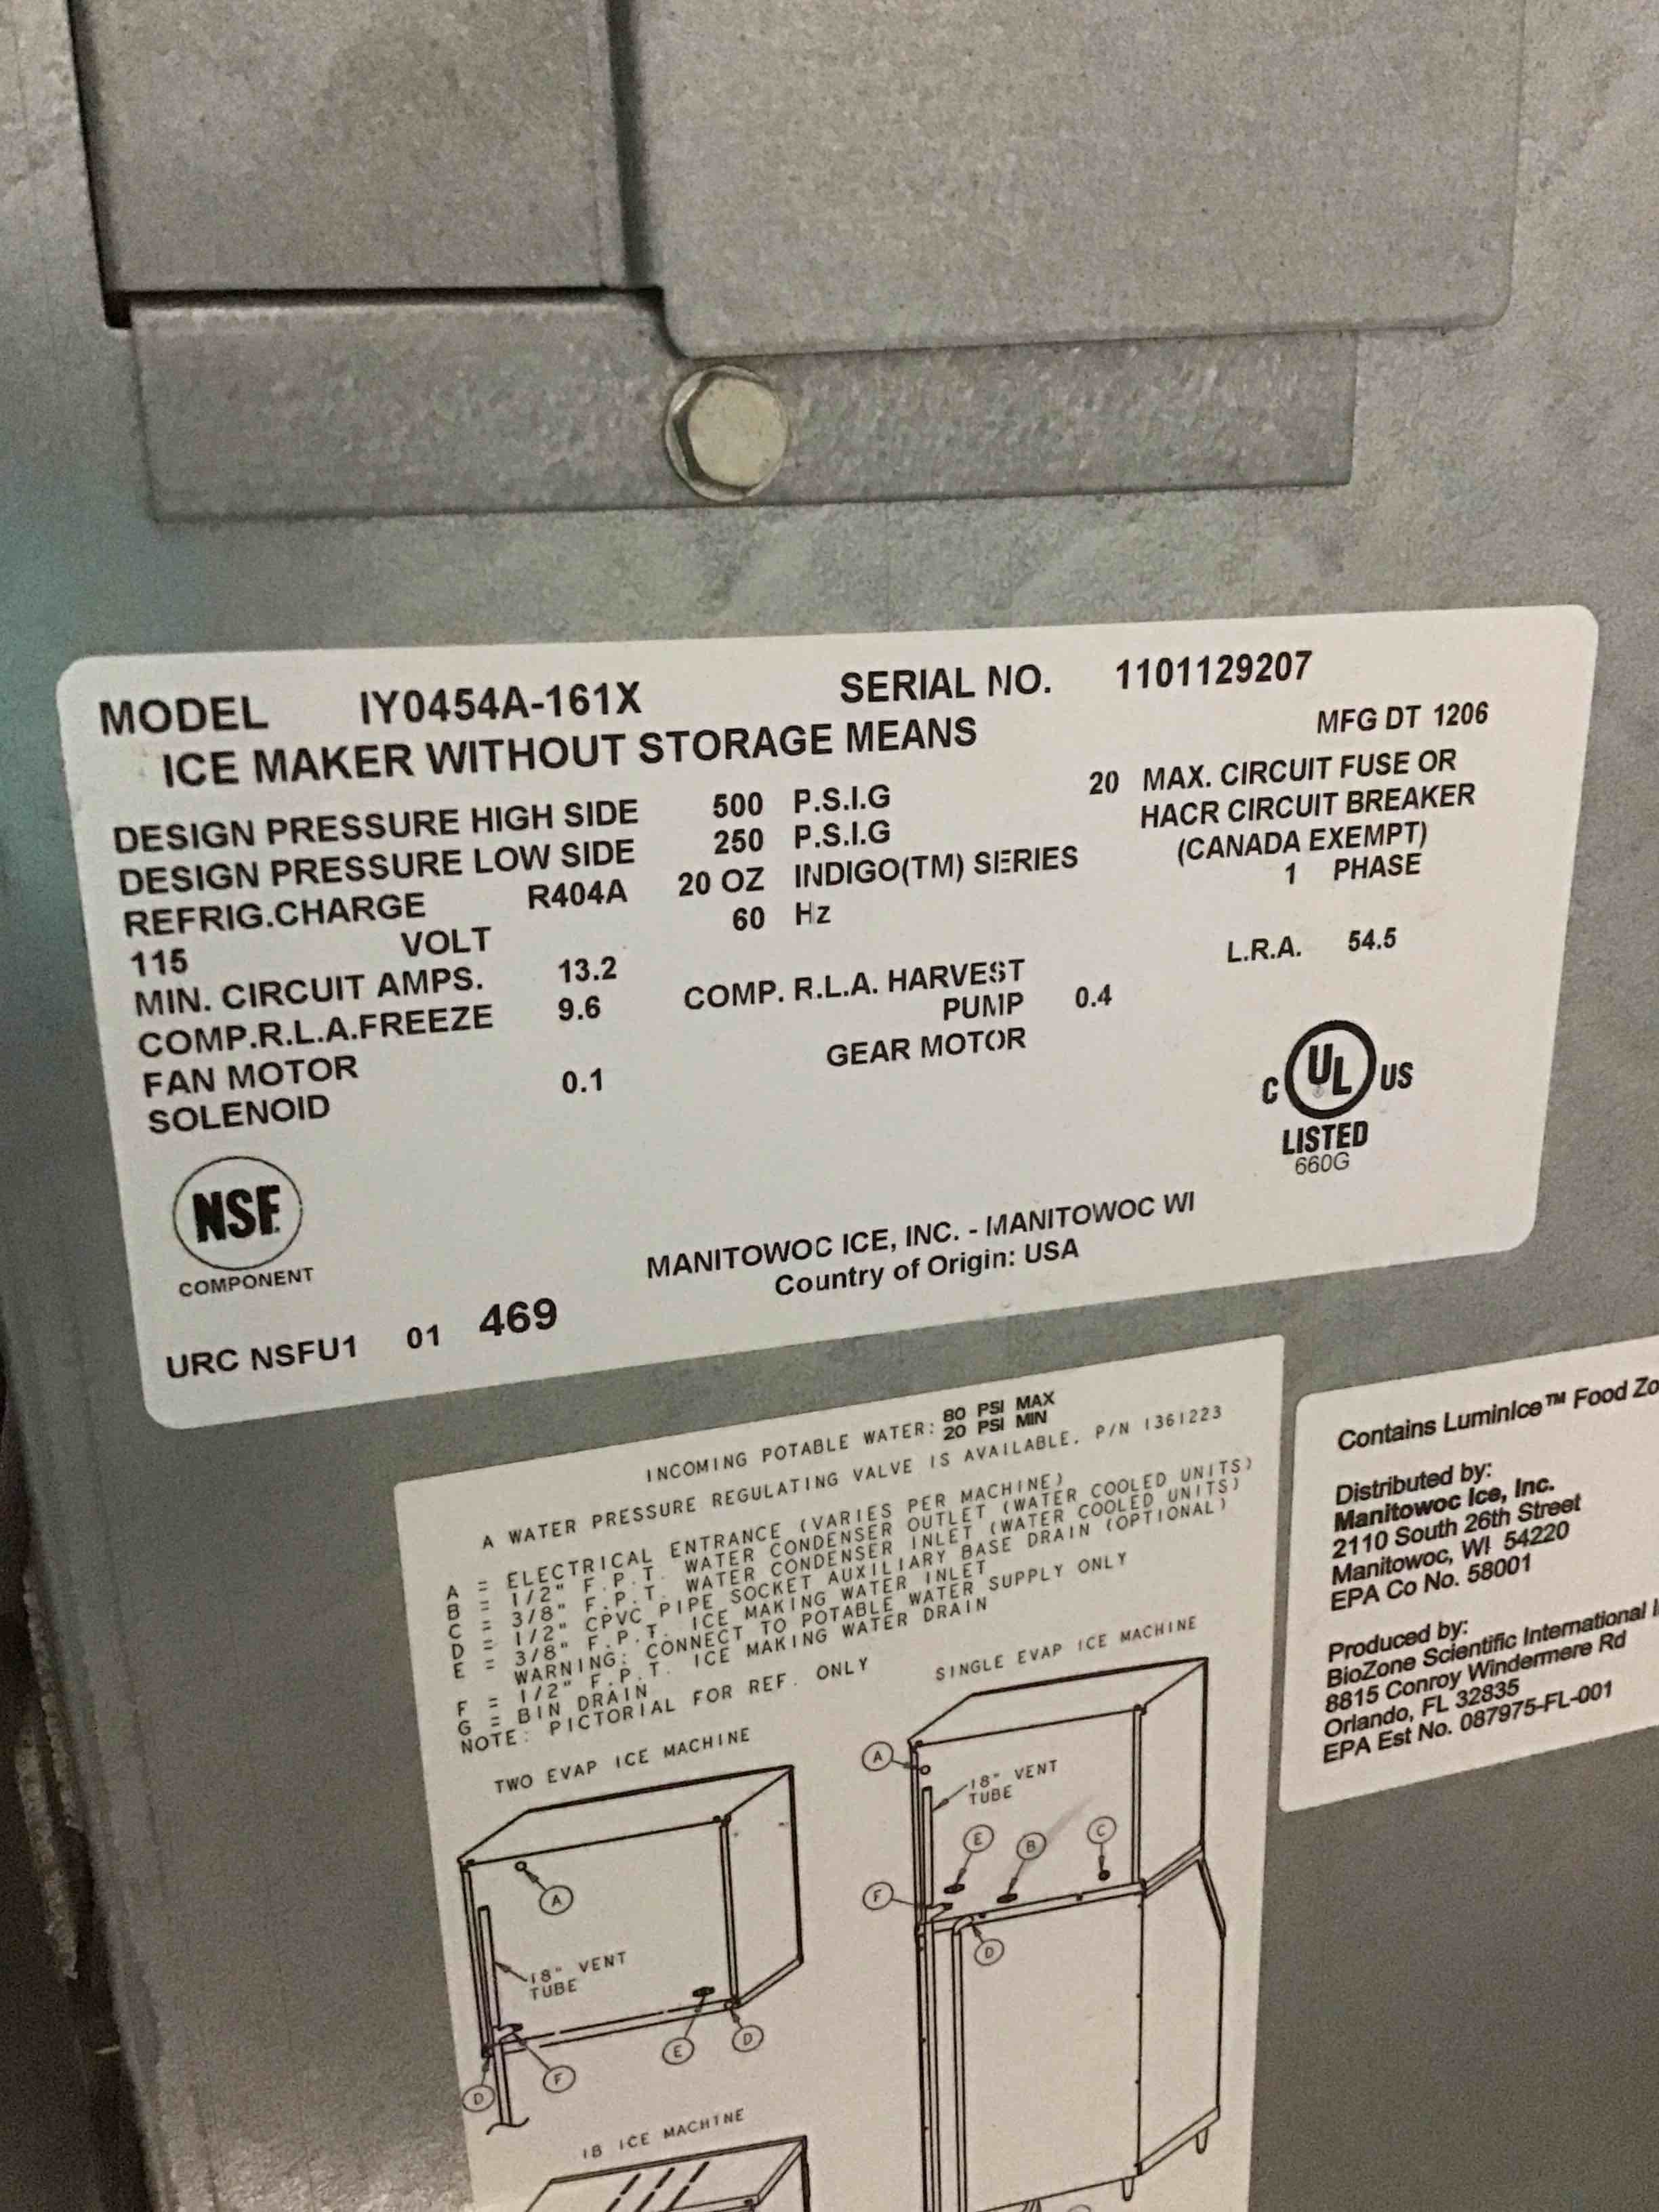 MODEL IY0454A-161X SERIAL NO. 1101129207
ICE MAKER WITHOUT STORAGE MEANS MFG DT 1206
DESIGN PRESSURE HIGH SIDE 500 P.S.I.G 20 MAX. CIRCUIT FUSE OR
DESIGN PRESSURE LOW SIDE 250 P.S.I.G HACR CIRCUIT BREAKER
REFRIG.CHARGE R404A 20 OZ INDIGO(TM) SERIES (CANADA EXEMPT)
115 VOLT 60 Hz 1 PHASE
MIN. CIRCUIT AMPS. 13.2
COMP.R.L.A.FREEZE 9.6 COMP. R.L.A. HARVEST L.R.A. 54.5
FAN MOTOR PUMP 0.4
SOLENOID 0.1 GEAR MOTOR
C UL US
LISTED
660G
NSF
COMPONENT
MANITOWOC ICE, INC. - MANITOWOC WI
Country of Origin: USA
URC NSFU1 01 469
INCOMING POTABLE WATER: 80 PSI MAX
20 PSI MIN
A WATER PRESSURE REGULATING VALVE IS AVAILABLE. P/N 1361223
A = ELECTRICAL ENTRANCE (VARIES PER MACHINE)
B = 1/2" F.P.T. WATER CONDENSER OUTLET (WATER COOLED UNITS)
C = 3/8" F.P.T. WATER CONDENSER INLET (WATER COOLED UNITS)
D = 1/2" CPVC PIPE SOCKET AUXILIARY BASE DRAIN (OPTIONAL)
E = 3/8" F.P.T. ICE MAKING WATER INLET
WARNING: CONNECT TO POTABLE WATER SUPPLY ONLY
F = 1/2" F.P.T. ICE MAKING WATER DRAIN
G = BIN DRAIN
NOTE: PICTORIAL FOR REF. ONLY
TWO EVAP ICE MACHINE
A
18" VENT
TUBE
E
D
F
D
SINGLE EVAP ICE MACHINE
A
18" VENT
TUBE
E
B
C
F
D
IB ICE MACHINE
Contains LuminIce™ Food
Distributed by:
Manitowoc Ice, Inc.
2110 South 26th Street
Manitowoc, WI 54220
EPA Co No. 58001
Produced by:
BioZone Scientific International
8815 Conroy Windermere Rd
Orlando, FL 32835
EPA Est No. 087975-FL-001